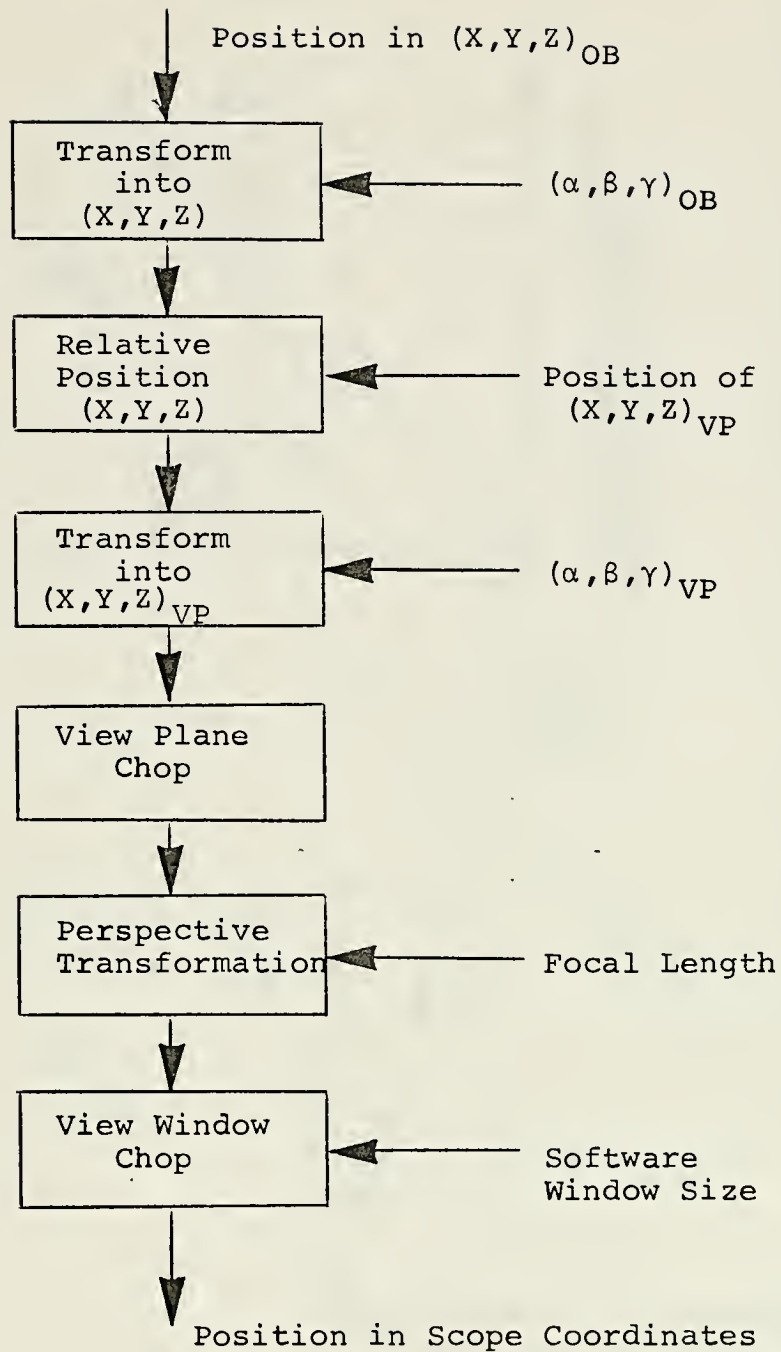 Position in (X,Y,Z)OB
Transform
into
(X,Y,Z)
(α,β,γ)OB
Relative
Position
(X,Y,Z)
Position of
(X,Y,Z)VP
Transform
into
(X,Y,Z)VP
(α,β,γ)VP
View Plane
Chop
Perspective
Transformation
Focal Length
View Window
Chop
Software
Window Size
Position in Scope Coordinates